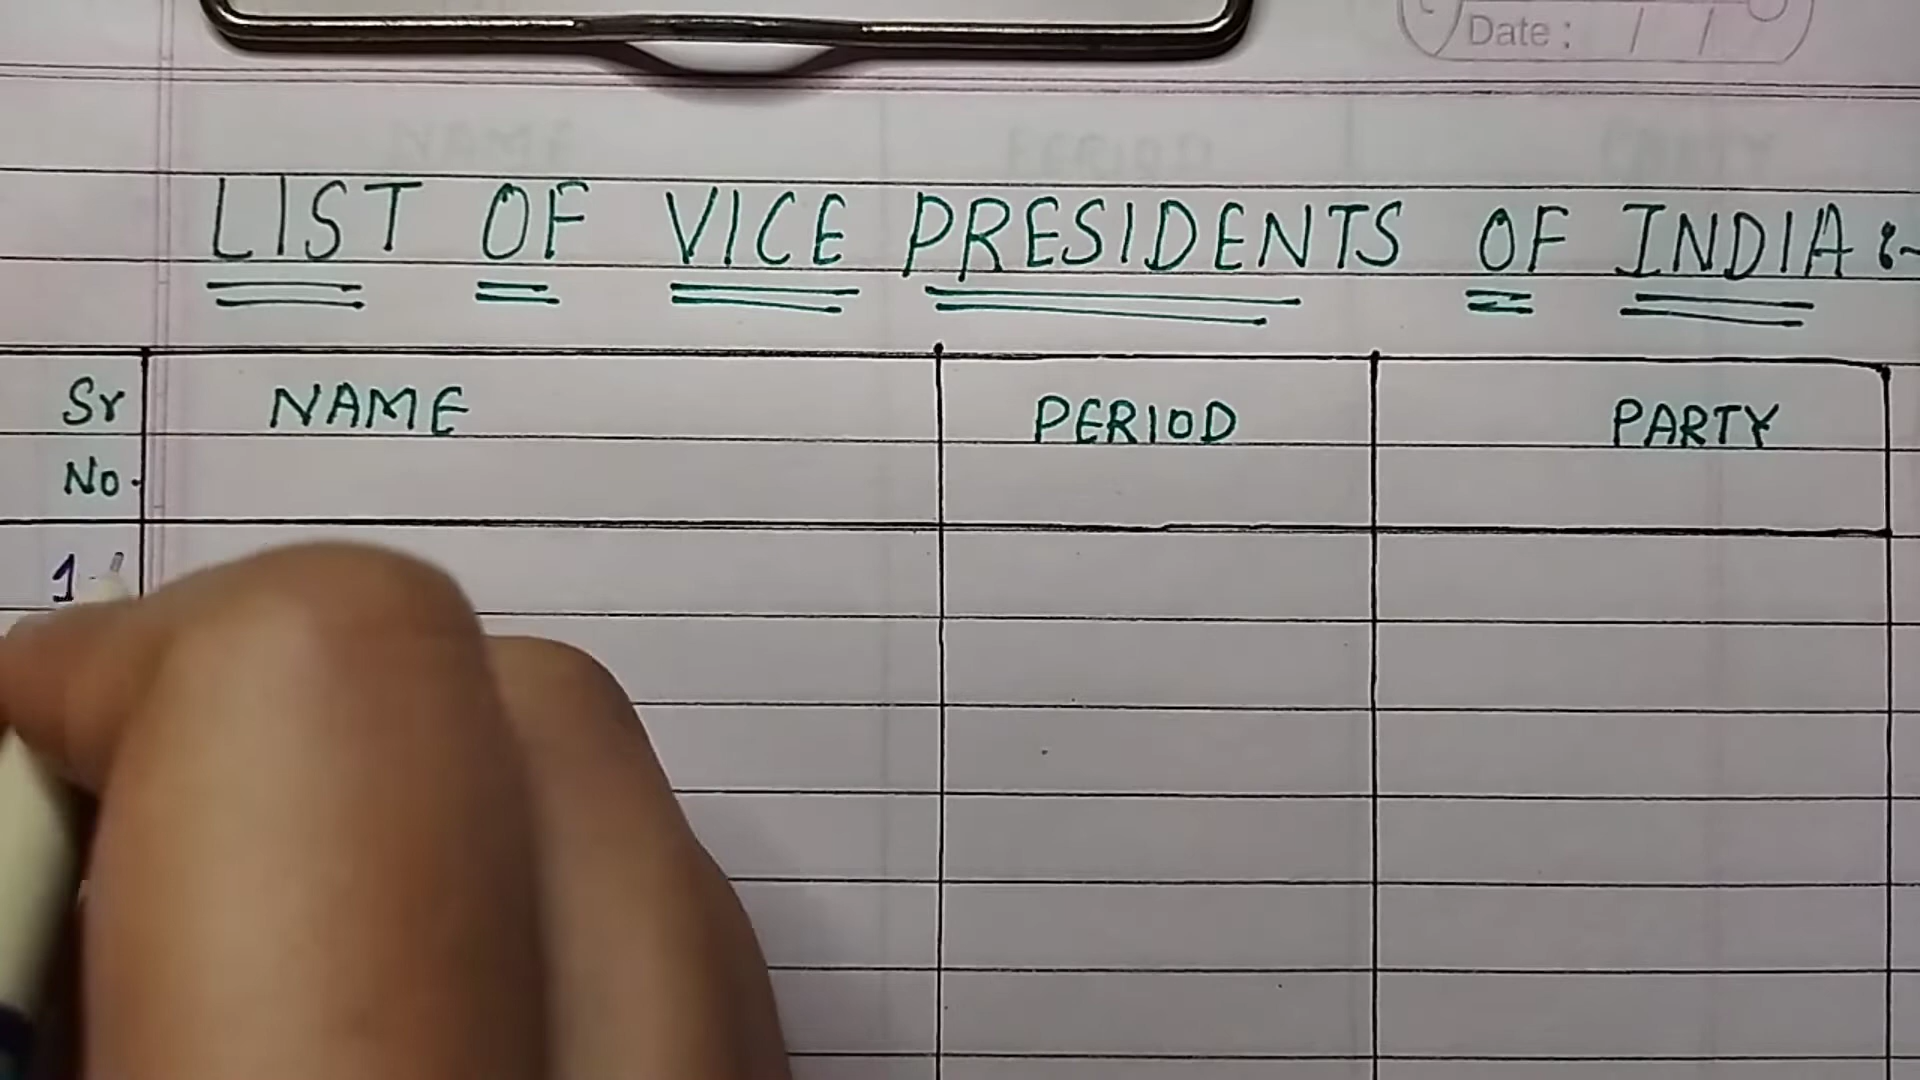 Date : / /
LIST OF VICE PRESIDENTS OF INDIA :-
Sr No. NAME PERIOD PARTY
1